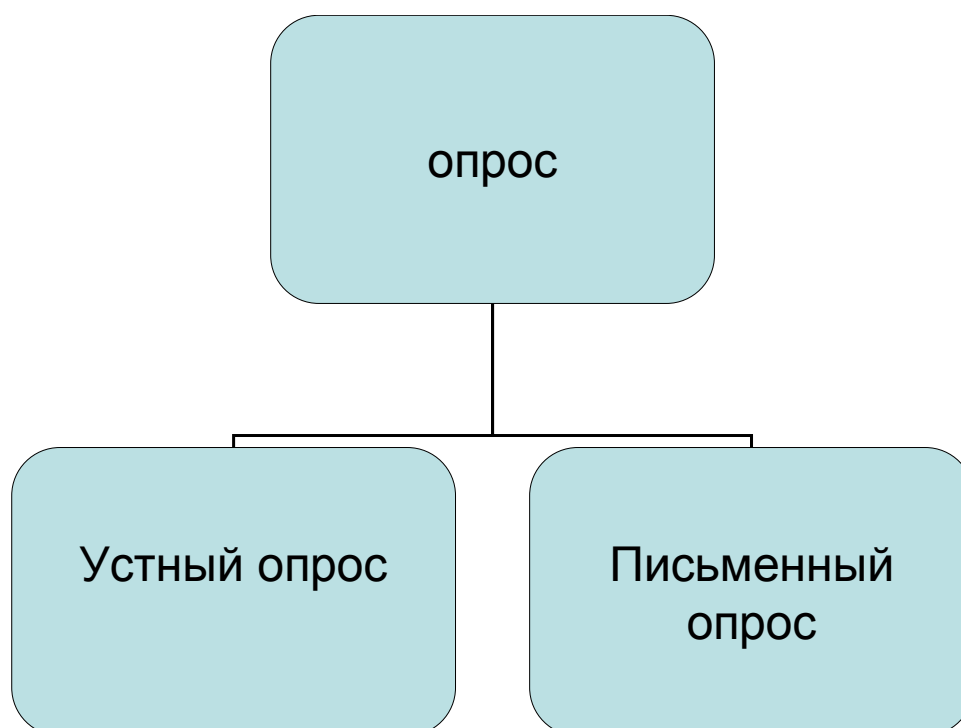 опрос
Устный опрос
Письменный
опрос